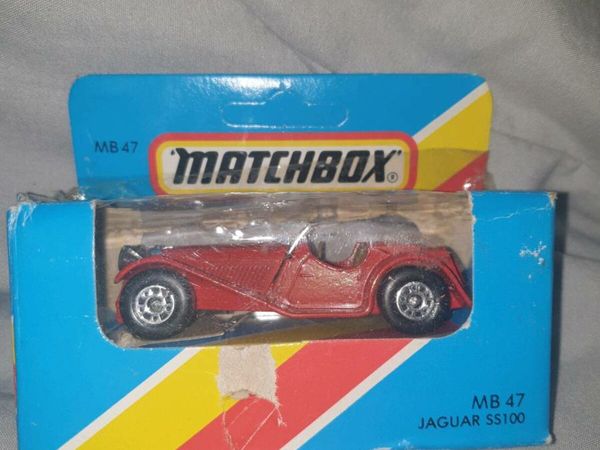 MB 47
"MATCHBOX"®
MB 47
JAGUAR SS100